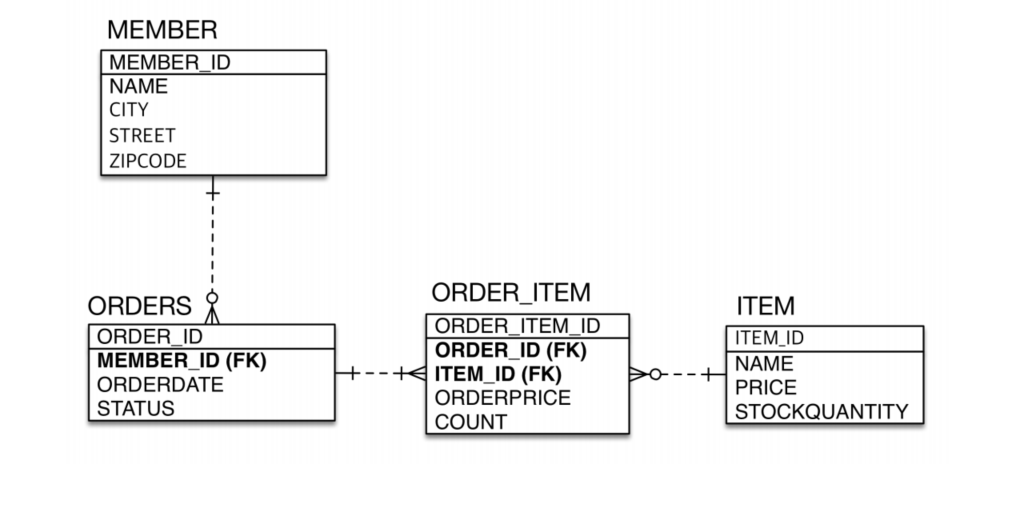 MEMBER
MEMBER_ID
NAME
CITY
STREET
ZIPCODE
ORDERS
ORDER_ID
MEMBER_ID (FK)
ORDERDATE
STATUS
ORDER_ITEM
ORDER_ITEM_ID
ORDER_ID (FK)
ITEM_ID (FK)
ORDERPRICE
COUNT
ITEM
ITEM_ID
NAME
PRICE
STOCKQUANTITY